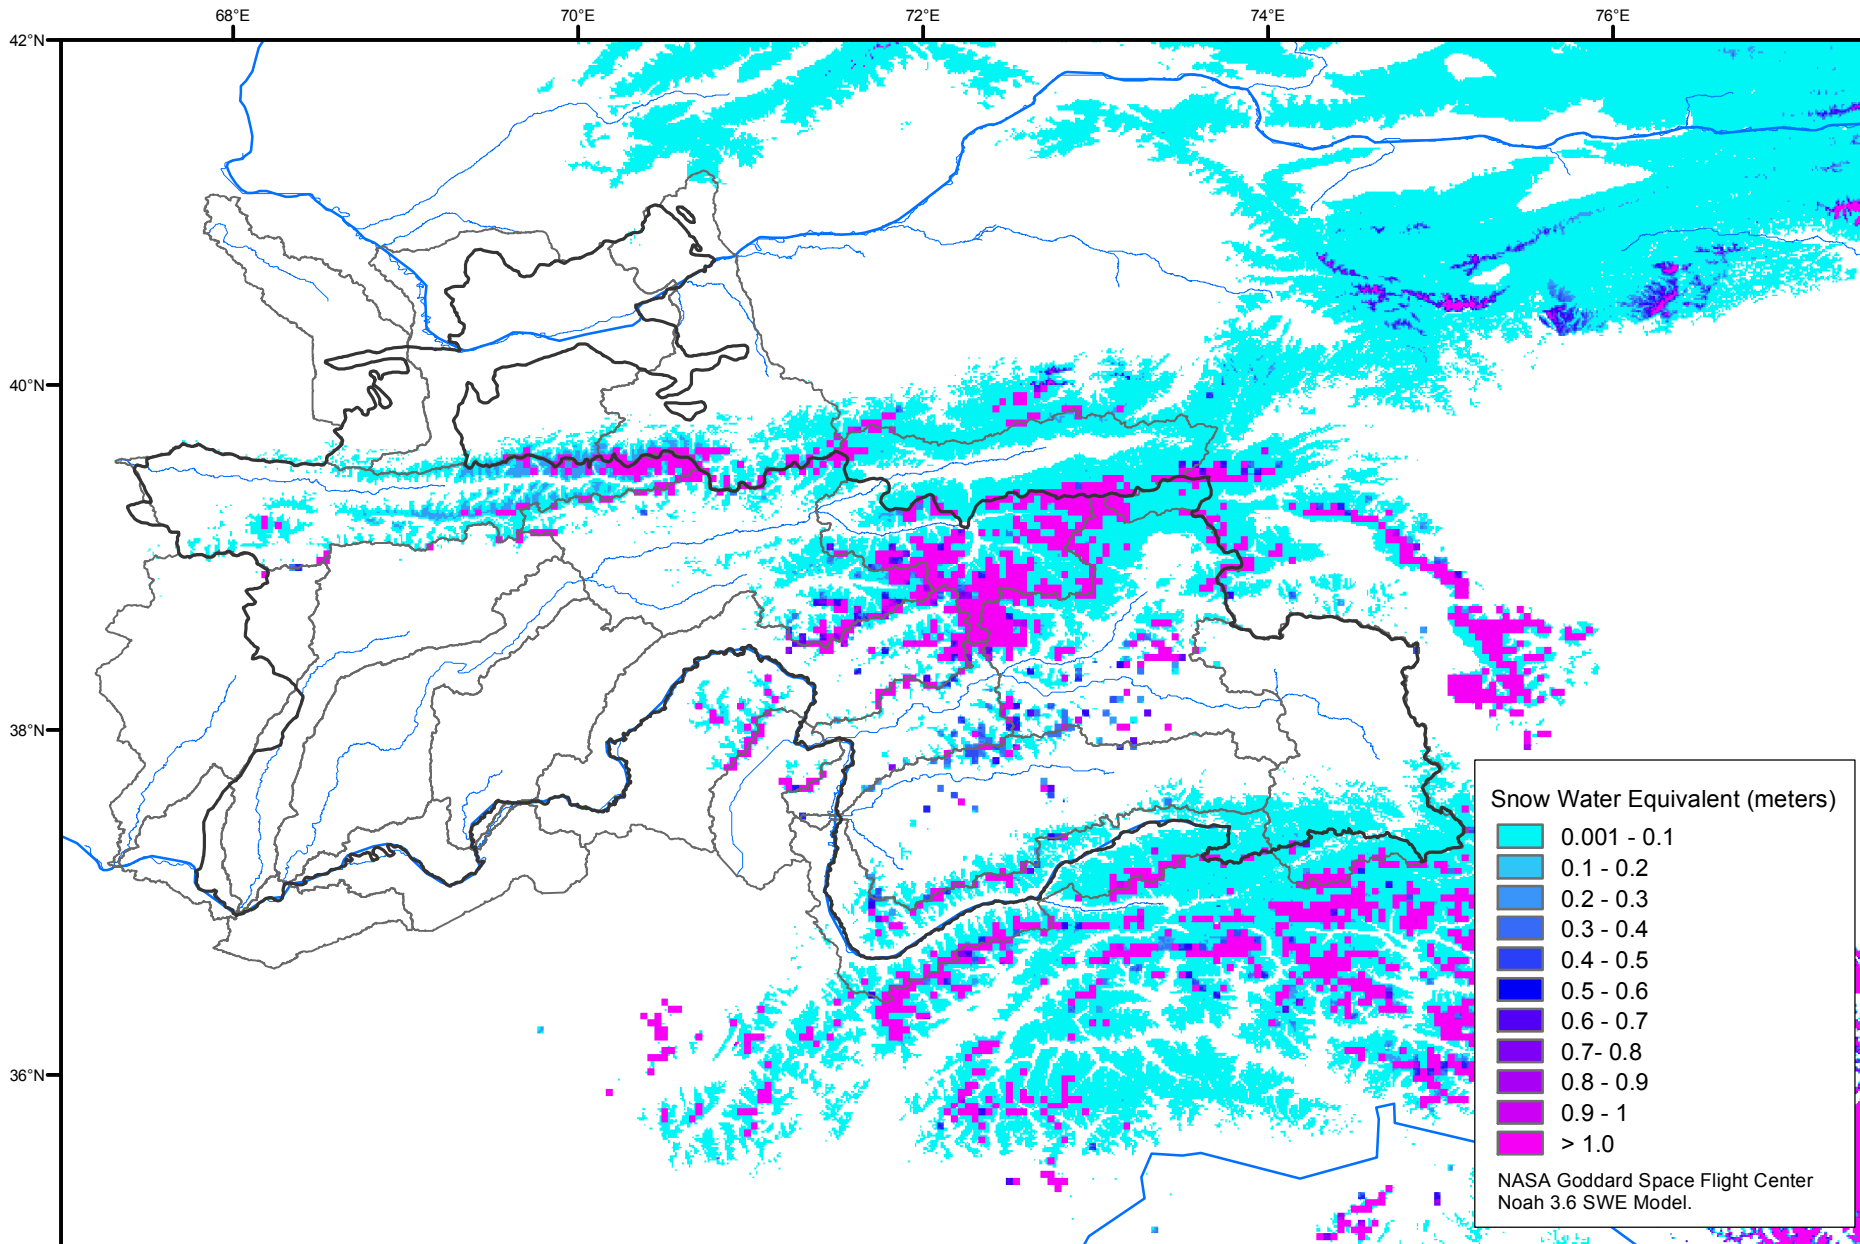 68°E
70°E
72°E
74°E
76°E
42°N
40°N
38°N
36°N
Snow Water Equivalent (meters)
0.001 - 0.1
0.1 - 0.2
0.2 - 0.3
0.3 - 0.4
0.4 - 0.5
0.5 - 0.6
0.6 - 0.7
0.7- 0.8
0.8 - 0.9
0.9 - 1
> 1.0
NASA Goddard Space Flight Center
Noah 3.6 SWE Model.